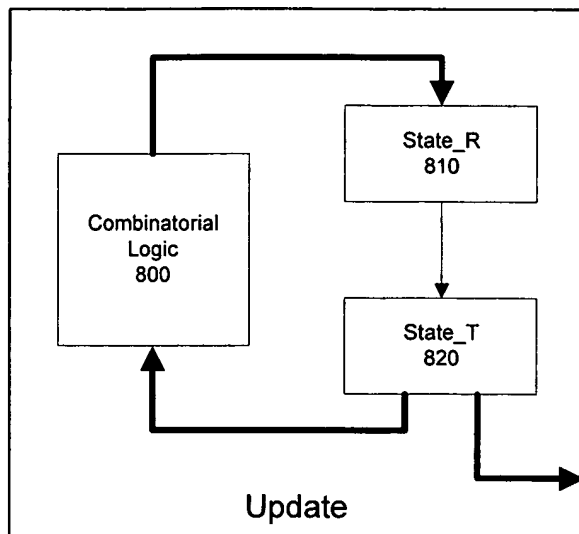 State_R
810
Combinatorial
Logic
800
State_T
820
Update